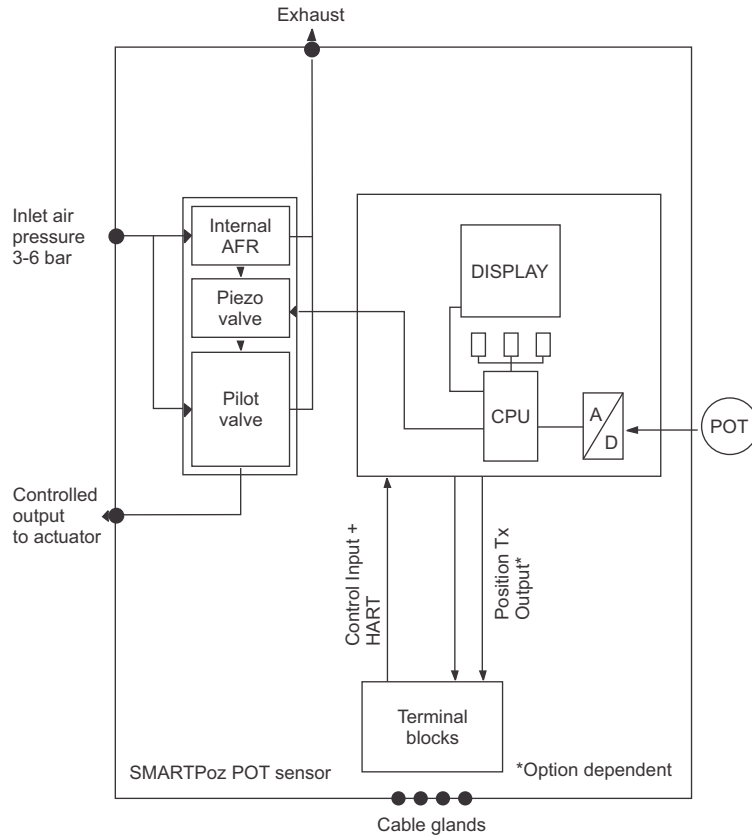 Exhaust
Inlet air
pressure
3-6 bar
Internal
AFR
Piezo
valve
Pilot
valve
DISPLAY
CPU
A
D
POT
Controlled
output
to actuator
Control Input +
HART
Position Tx
Output*
Terminal
blocks
SMARTPoz POT sensor
*Option dependent
Cable glands